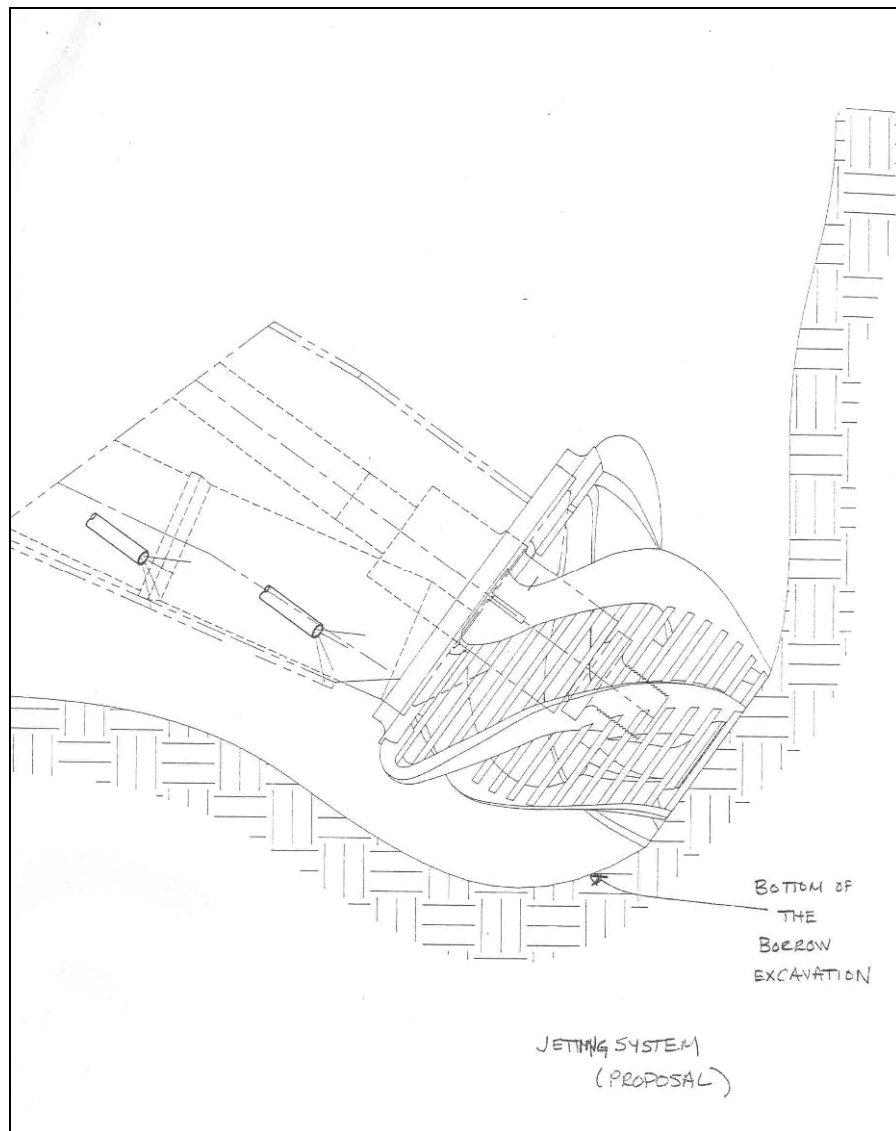 BOTTOM OF
THE
BORROW
EXCAVATION
JETTING SYSTEM
(PROPOSAL)